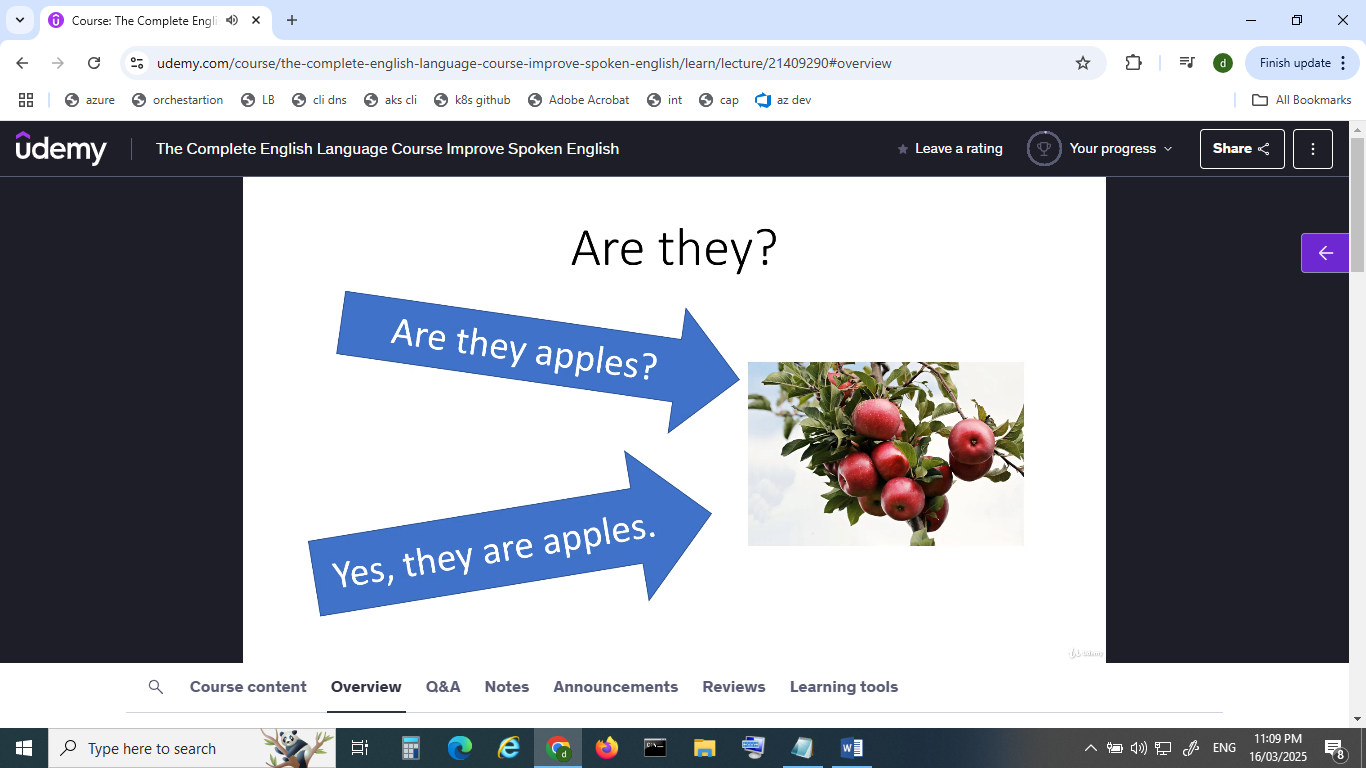 Course: The Complete Engli
udemy.com/course/the-complete-english-language-course-improve-spoken-english/learn/lecture/21409290#overview
d
Finish update
azure
orchestartion
LB
cli dns
aks cli
k8s github
Adobe Acrobat
int
cap
az dev
All Bookmarks
udemy
The Complete English Language Course Improve Spoken English
Leave a rating
Your progress
Share
Are they?
Are they apples?
Yes, they are apples.
Udemy
Course content
Overview
Q&A
Notes
Announcements
Reviews
Learning tools
Type here to search
ENG
11:09 PM
16/03/2025
8